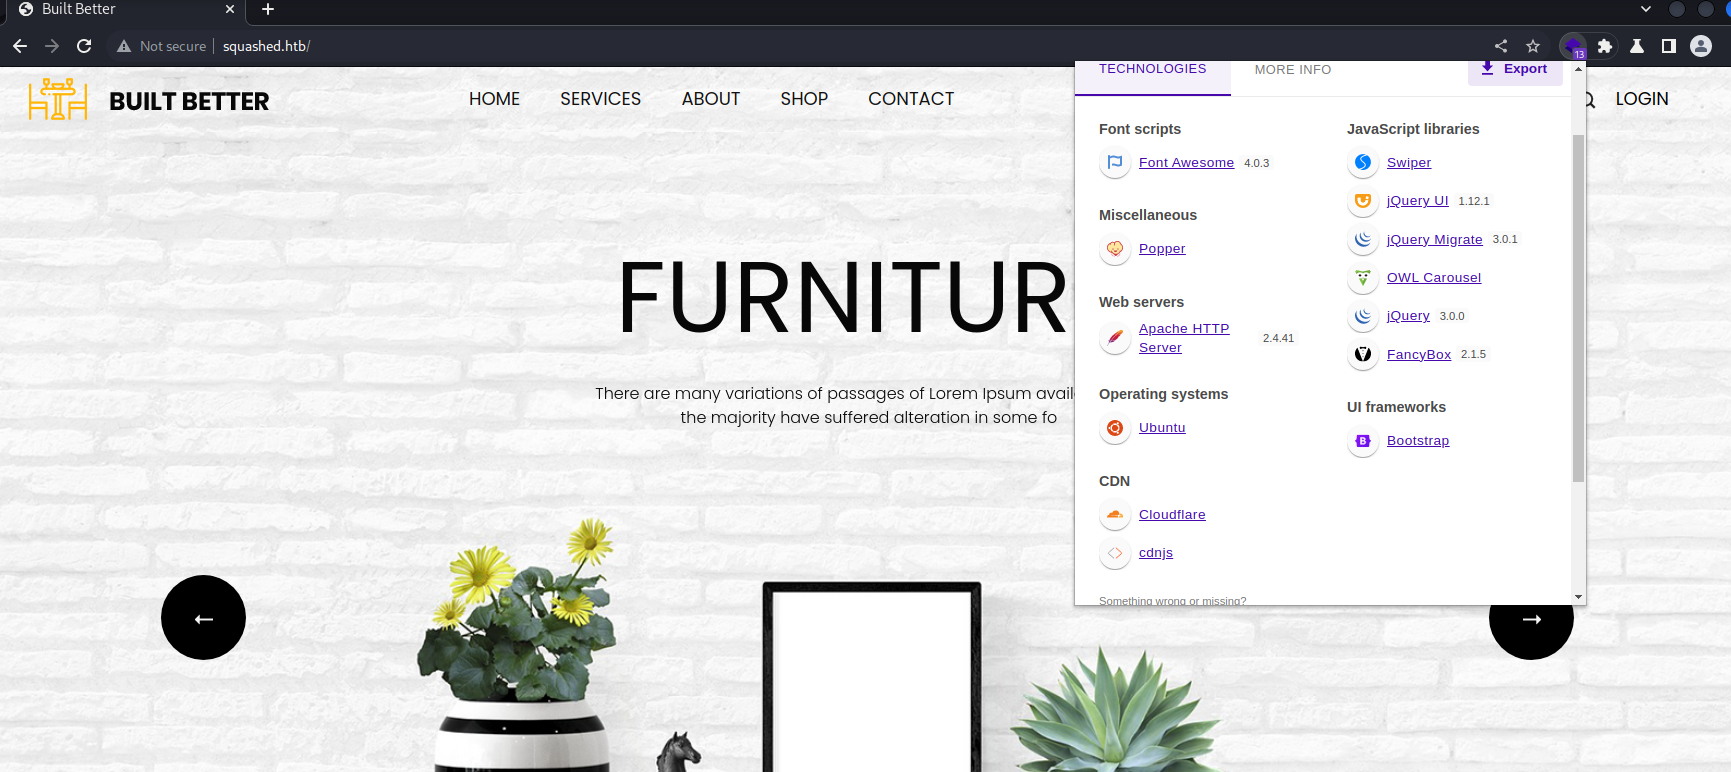 Built Better
Not secure
squashed.htb/
13
BUILT BETTER
HOME
SERVICES
ABOUT
SHOP
CONTACT
LOGIN
TECHNOLOGIES
MORE INFO
Export
Font scripts
Font Awesome 4.0.3
Miscellaneous
Popper
Web servers
Apache HTTP
Server
2.4.41
Operating systems
Ubuntu
CDN
Cloudflare
cdnjs
Something wrong or missing?
JavaScript libraries
Swiper
jQuery UI 1.12.1
jQuery Migrate 3.0.1
OWL Carousel
jQuery 3.0.0
FancyBox 2.1.5
UI frameworks
Bootstrap
FURNITUR
There are many variations of passages of Lorem Ipsum avail
the majority have suffered alteration in some fo